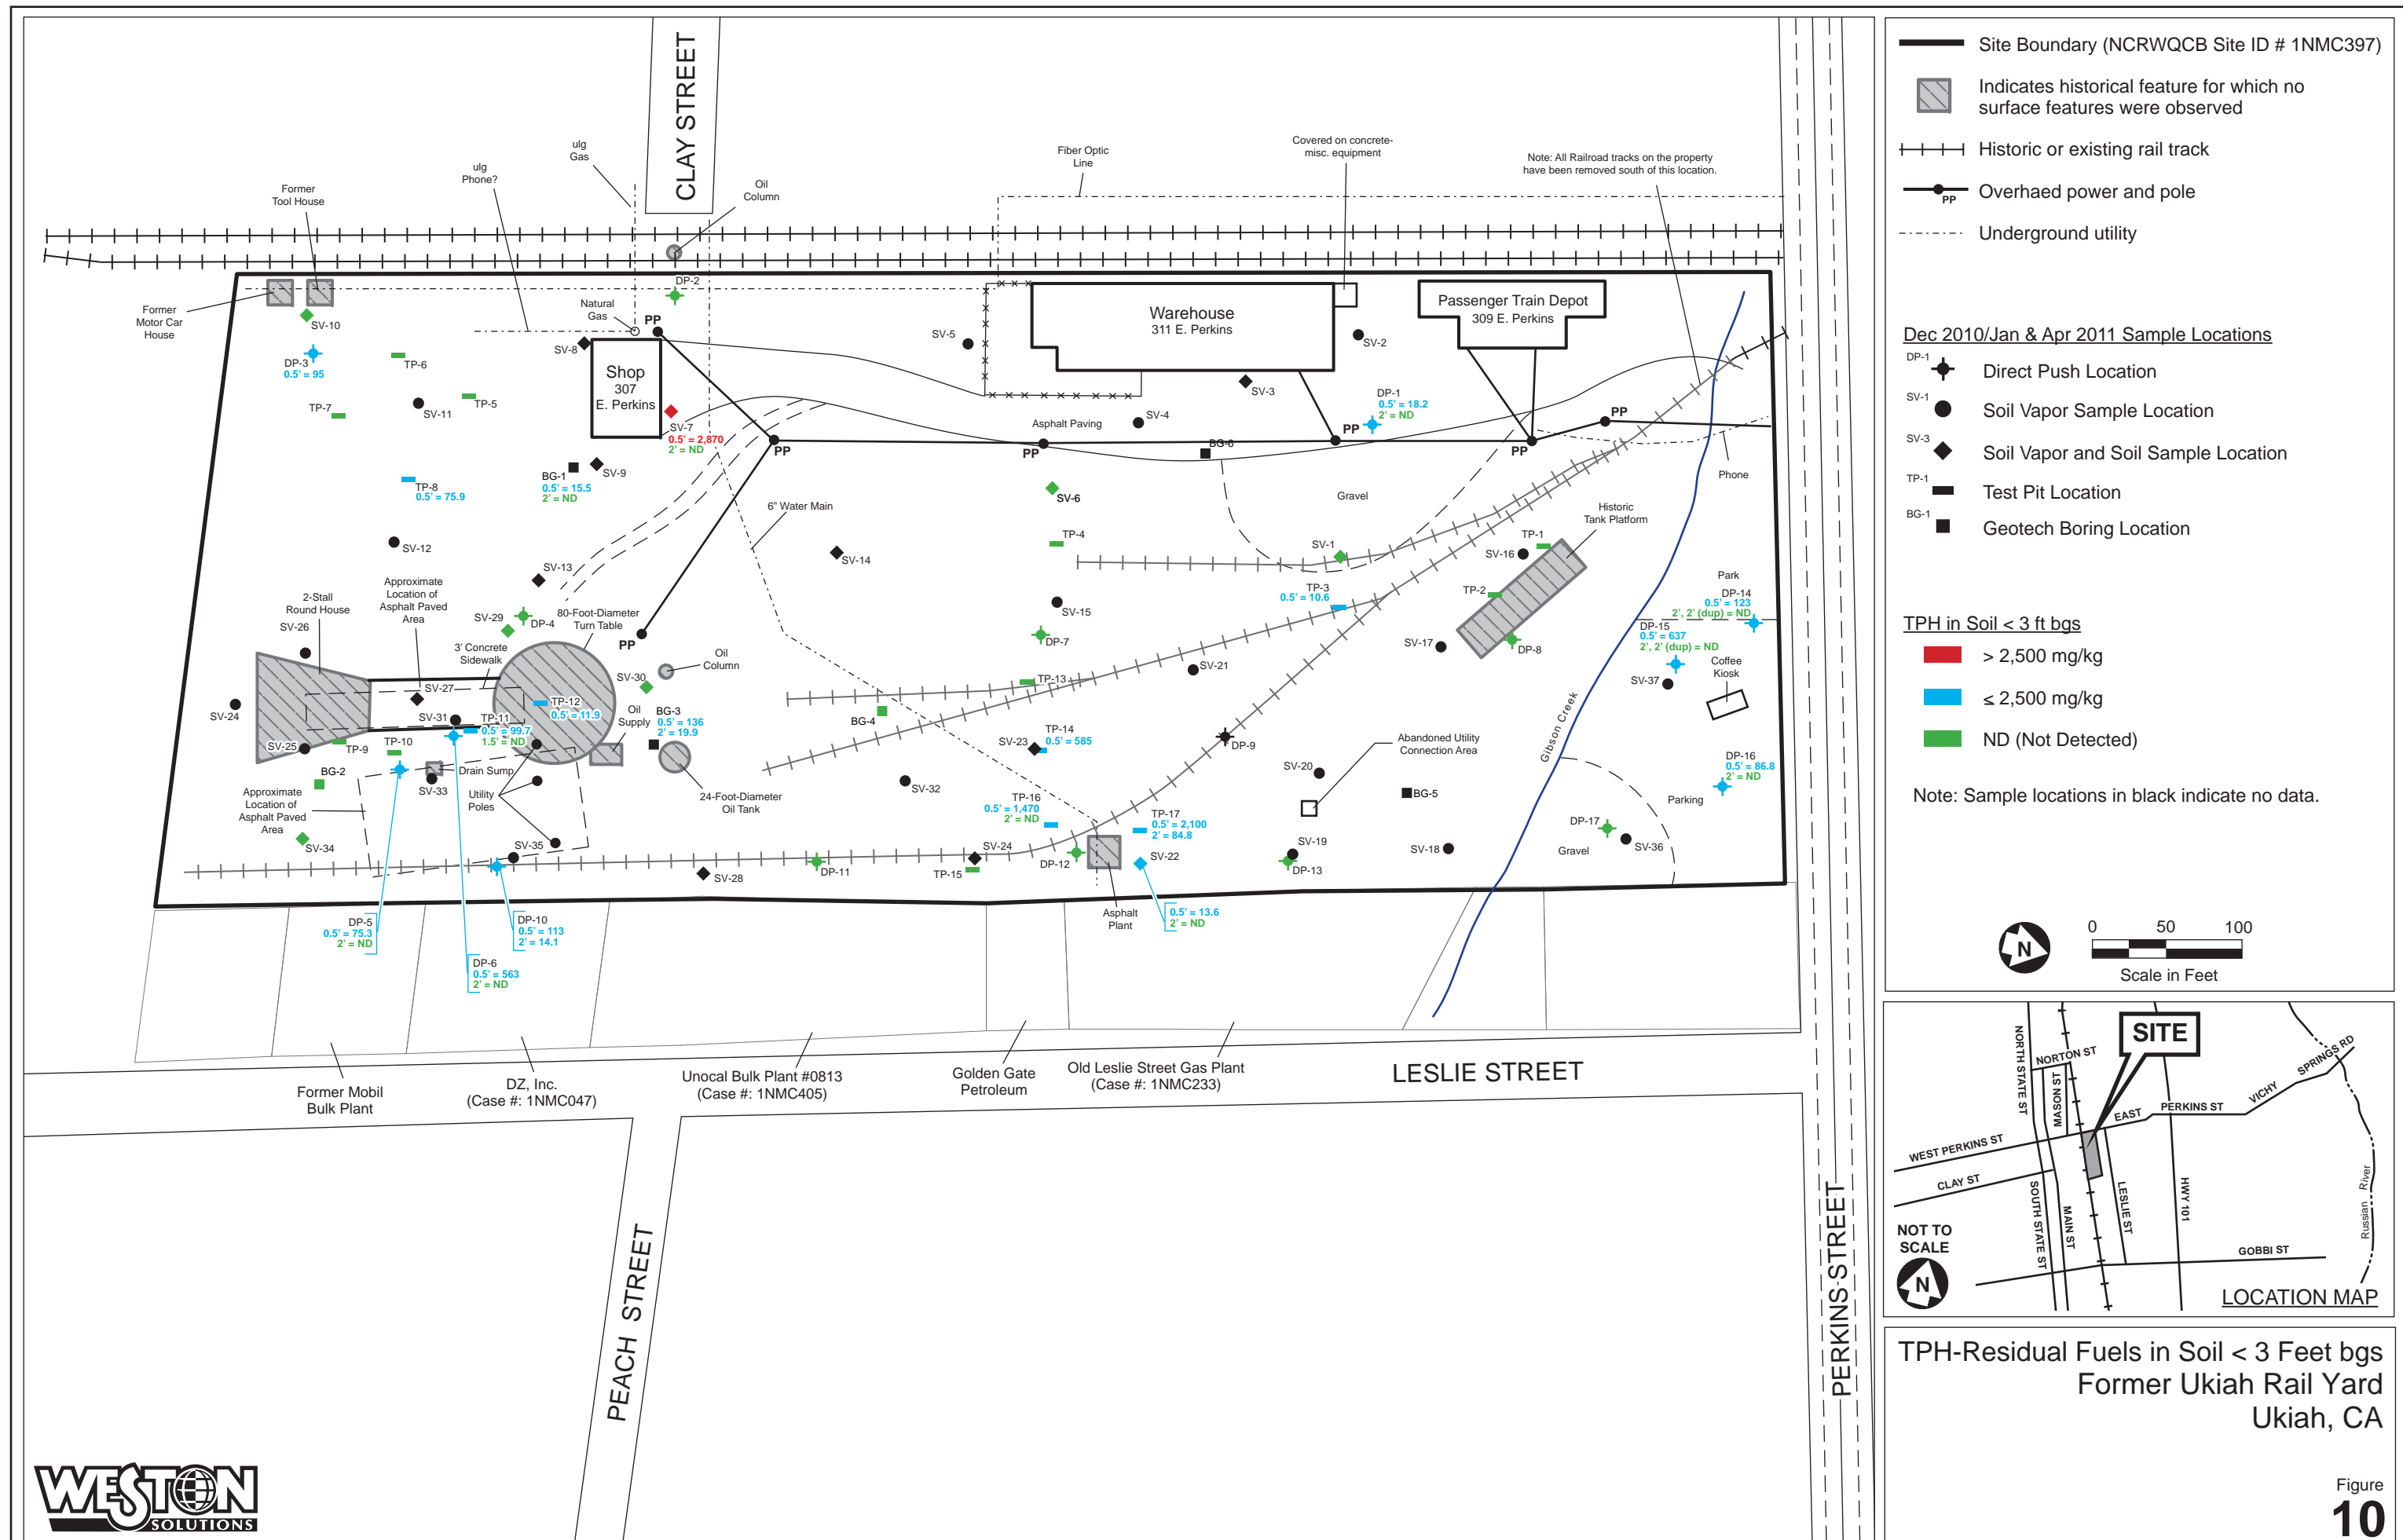 CLAY STREET
ulg
Gas
ulg
Phone?
Former
Tool House
Oil
Column
Fiber Optic
Line
Covered on concrete-
misc. equipment
Note: All Railroad tracks on the property
have been removed south of this location.
Former
Motor Car
House
SV-10
DP-3
0.5' = 95
TP-6
TP-7
TP-5
SV-11
Natural
Gas
DP-2
PP
SV-8
Shop
307
E. Perkins
SV-7
0.5' = 2,870
2' = ND
PP
SV-5
Warehouse
311 E. Perkins
SV-2
Passenger Train Depot
309 E. Perkins
SV-3
SV-4
Asphalt Paving
DP-1
0.5' = 18.2
2' = ND
PP
PP
BG-6
PP
PP
Phone
TP-8
0.5' = 75.9
BG-1
0.5' = 15.5
2' = ND
SV-9
6" Water Main
SV-6
Gravel
Historic
Tank Platform
SV-12
SV-13
SV-14
TP-4
SV-1
TP-1
SV-16
TP-2
TP-3
0.5' = 10.6
SV-15
Approximate
Location of
Asphalt Paved
Area
2-Stall
Round House
SV-26
SV-29
DP-4
80-Foot-Diameter
Turn Table
3' Concrete
Sidewalk
PP
Oil
Column
DP-7
SV-17
DP-8
Park
DP-14
0.5' = 123
2', 2' (dup) = ND
DP-15
0.5' = 637
2', 2' (dup) = ND
Coffee
Kiosk
SV-37
SV-24
SV-27
SV-31
TP-11
0.5' = 99.7
1.5' = ND
TP-12
0.5' = 11.9
SV-30
Oil
Supply
BG-3
0.5' = 136
2' = 19.9
BG-4
TP-13
SV-21
SV-25
TP-9
TP-10
BG-2
Drain Sump
SV-33
Utility
Poles
24-Foot-Diameter
Oil Tank
SV-32
TP-14
0.5' = 585
SV-23
DP-9
Abandoned Utility
Connection Area
SV-20
BG-5
Gibson Creek
DP-16
0.5' = 86.8
2' = ND
Parking
Approximate
Location of
Asphalt Paved
Area
SV-34
SV-35
SV-28
DP-11
TP-15
SV-24
TP-16
0.5' = 1,470
2' = ND
DP-12
TP-17
0.5' = 2,100
2' = 84.8
SV-22
SV-19
DP-13
SV-18
DP-17
Gravel
SV-36
DP-5
0.5' = 75.3
2' = ND
DP-10
0.5' = 113
2' = 14.1
DP-6
0.5' = 563
2' = ND
Asphalt
Plant
0.5' = 13.6
2' = ND
Former Mobil
Bulk Plant
DZ, Inc.
(Case #: 1NMC047)
Unocal Bulk Plant #0813
(Case #: 1NMC405)
Golden Gate
Petroleum
Old Leslie Street Gas Plant
(Case #: 1NMC233)
LESLIE STREET
PEACH STREET
PERKINS STREET
WESTON
SOLUTIONS
Site Boundary (NCRWQCB Site ID # 1NMC397)
Indicates historical feature for which no
surface features were observed
Historic or existing rail track
PP
Overhaed power and pole
Underground utility
Dec 2010/Jan & Apr 2011 Sample Locations
DP-1
Direct Push Location
SV-1
Soil Vapor Sample Location
SV-3
Soil Vapor and Soil Sample Location
TP-1
Test Pit Location
BG-1
Geotech Boring Location
TPH in Soil < 3 ft bgs
> 2,500 mg/kg
≤ 2,500 mg/kg
ND (Not Detected)
Note: Sample locations in black indicate no data.
N
0 50 100
Scale in Feet
SITE
NORTH STATE ST
NORTON ST
MASON ST
VICHY SPRINGS RD
EAST PERKINS ST
WEST PERKINS ST
CLAY ST
SOUTH STATE ST
MAIN ST
LESLIE ST
HWY 101
Russian River
GOBBI ST
NOT TO
SCALE
N
LOCATION MAP
TPH-Residual Fuels in Soil < 3 Feet bgs
Former Ukiah Rail Yard
Ukiah, CA
Figure
10